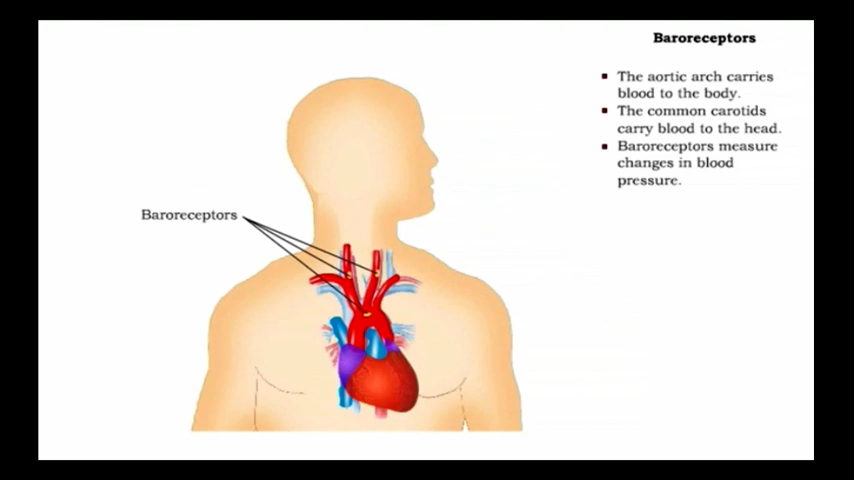 Baroreceptors
▪ The aortic arch carries
blood to the body.
▪ The common carotids
carry blood to the head.
▪ Baroreceptors measure
changes in blood
pressure.
Baroreceptors